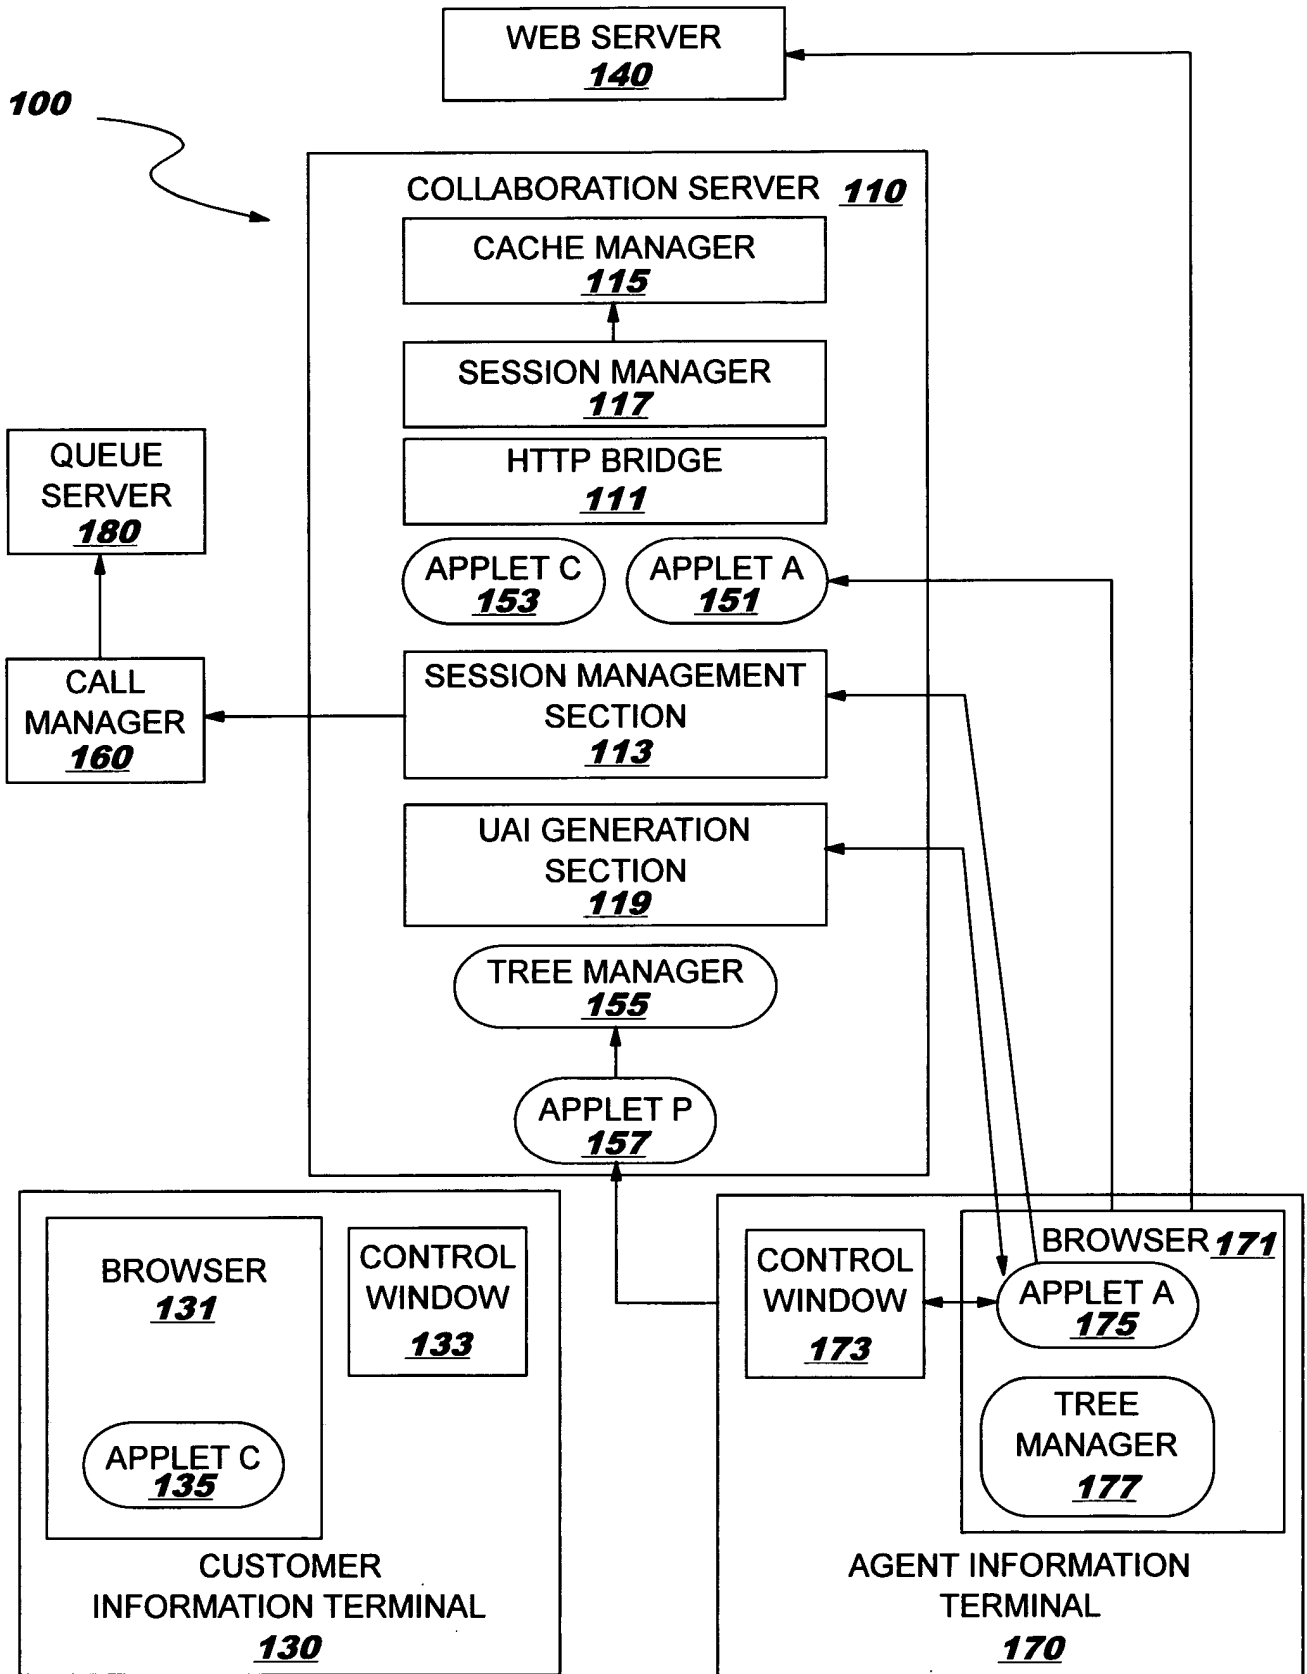 WEB SERVER
140
100
COLLABORATION SERVER 110
CACHE MANAGER
115
SESSION MANAGER
117
HTTP BRIDGE
111
QUEUE
SERVER
180
APPLET C
153
APPLET A
151
CALL
MANAGER
160
SESSION MANAGEMENT
SECTION
113
UAI GENERATION
SECTION
119
TREE MANAGER
155
APPLET P
157
BROWSER
131
CONTROL
WINDOW
133
APPLET C
135
CUSTOMER
INFORMATION TERMINAL
130
CONTROL
WINDOW
173
BROWSER 171
APPLET A
175
TREE
MANAGER
177
AGENT INFORMATION
TERMINAL
170